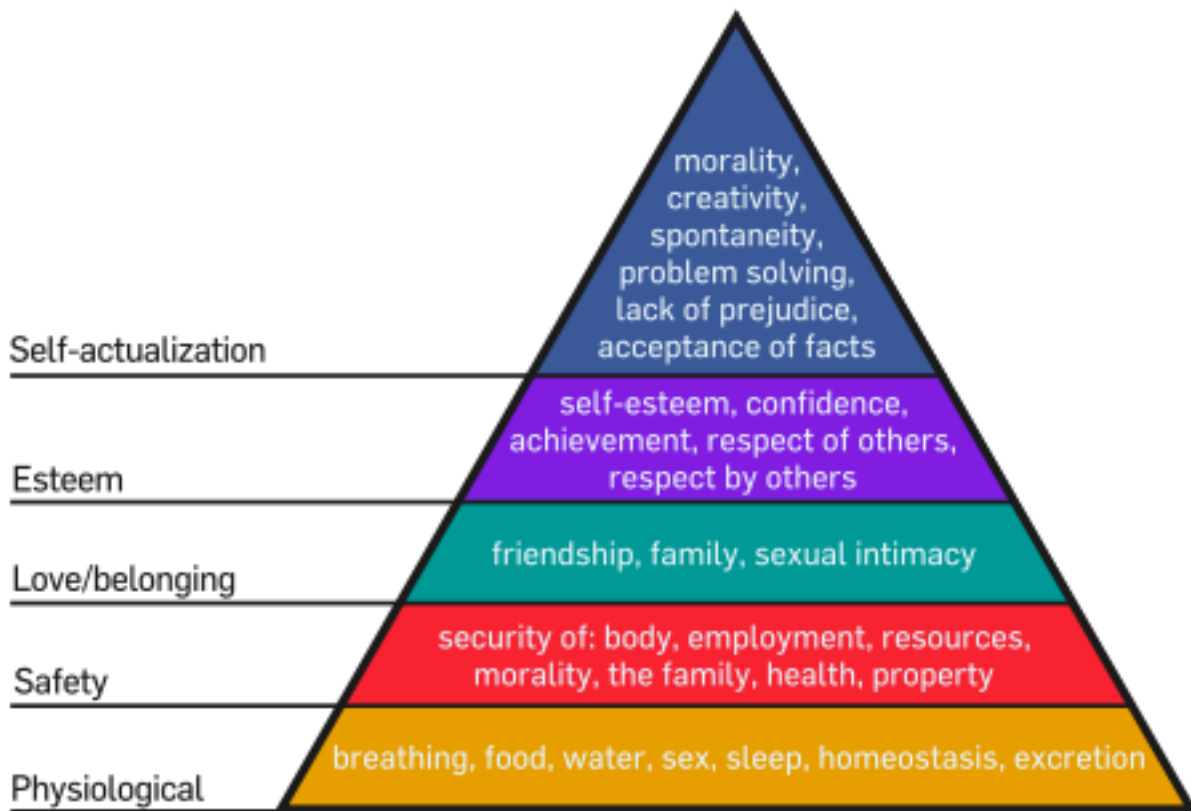 morality,
creativity,
spontaneity,
problem solving,
lack of prejudice,
acceptance of facts
Self-actualization
self-esteem, confidence,
achievement, respect of others,
respect by others
Esteem
friendship, family, sexual intimacy
Love/belonging
security of: body, employment, resources,
morality, the family, health, property
Safety
breathing, food, water, sex, sleep, homeostasis, excretion
Physiological